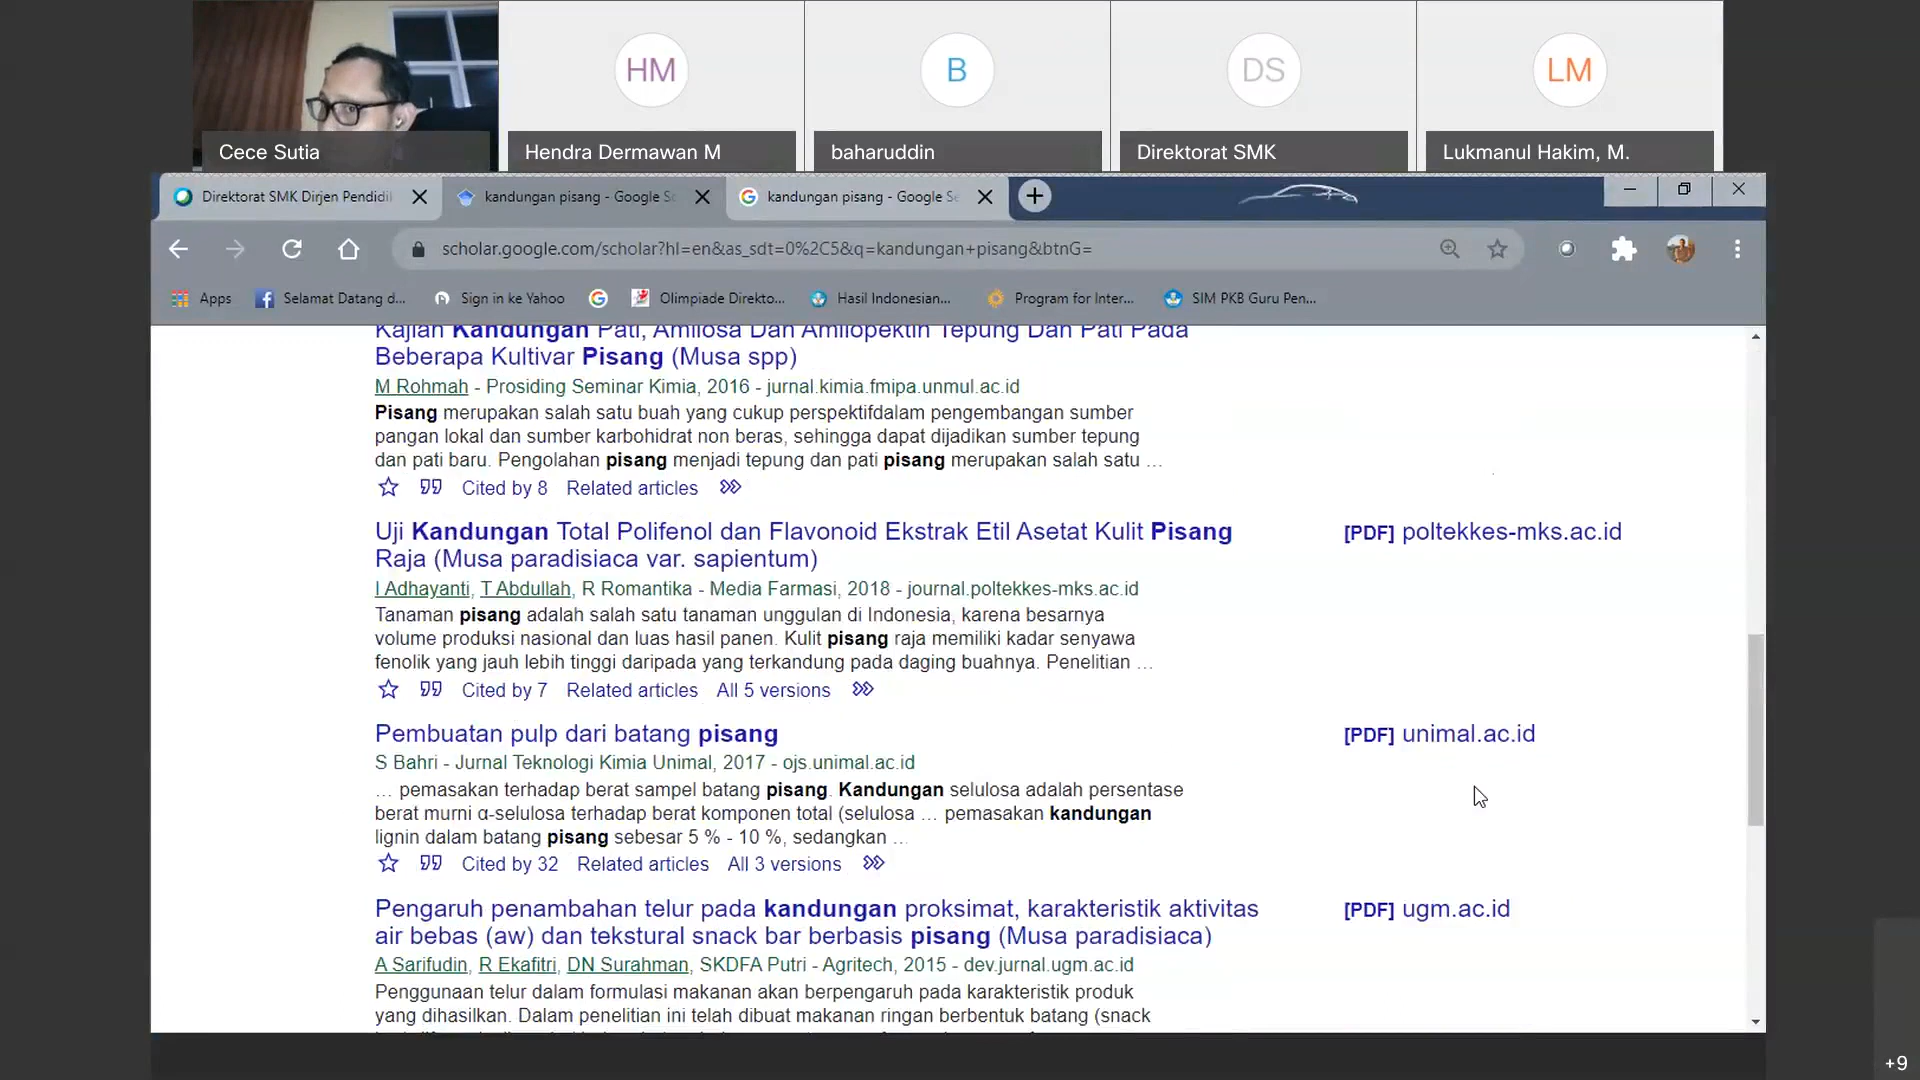 HM
B
DS
LM
Cece Sutia
Hendra Dermawan M
baharuddin
Direktorat SMK
Lukmanul Hakim, M.
Direktorat SMK Dirjen Pendidi
kandungan pisang - Google Sc
kandungan pisang - Google Se
scholar.google.com/scholar?hl=en&as_sdt=0%2C5&q=kandungan+pisang&btnG=
Apps
Selamat Datang d...
Sign in ke Yahoo
Olimpiade Direkto...
Hasil Indonesian...
Program for Inter...
SIM PKB Guru Pen...
Kajian Kandungan Pati, Amilosa Dan Amilopektin Tepung Dan Pati Pada
Beberapa Kultivar Pisang (Musa spp)
M Rohmah - Prosiding Seminar Kimia, 2016 - jurnal.kimia.fmipa.unmul.ac.id
Pisang merupakan salah satu buah yang cukup perspektifdalam pengembangan sumber
pangan lokal dan sumber karbohidrat non beras, sehingga dapat dijadikan sumber tepung
dan pati baru. Pengolahan pisang menjadi tepung dan pati pisang merupakan salah satu ...
Cited by 8 Related articles
Uji Kandungan Total Polifenol dan Flavonoid Ekstrak Etil Asetat Kulit Pisang
Raja (Musa paradisiaca var. sapientum)
[PDF] poltekkes-mks.ac.id
I Adhayanti, T Abdullah, R Romantika - Media Farmasi, 2018 - journal.poltekkes-mks.ac.id
Tanaman pisang adalah salah satu tanaman unggulan di Indonesia, karena besarnya
volume produksi nasional dan luas hasil panen. Kulit pisang raja memiliki kadar senyawa
fenolik yang jauh lebih tinggi daripada yang terkandung pada daging buahnya. Penelitian ...
Cited by 7 Related articles All 5 versions
Pembuatan pulp dari batang pisang
[PDF] unimal.ac.id
S Bahri - Jurnal Teknologi Kimia Unimal, 2017 - ojs.unimal.ac.id
... pemasakan terhadap berat sampel batang pisang. Kandungan selulosa adalah persentase
berat murni α-selulosa terhadap berat komponen total (selulosa ... pemasakan kandungan
lignin dalam batang pisang sebesar 5 % - 10 %, sedangkan ...
Cited by 32 Related articles All 3 versions
Pengaruh penambahan telur pada kandungan proksimat, karakteristik aktivitas
air bebas (aw) dan tekstural snack bar berbasis pisang (Musa paradisiaca)
[PDF] ugm.ac.id
A Sarifudin, R Ekafitri, DN Surahman, SKDFA Putri - Agritech, 2015 - dev.jurnal.ugm.ac.id
Penggunaan telur dalam formulasi makanan akan berpengaruh pada karakteristik produk
yang dihasilkan. Dalam penelitian ini telah dibuat makanan ringan berbentuk batang (snack
+9